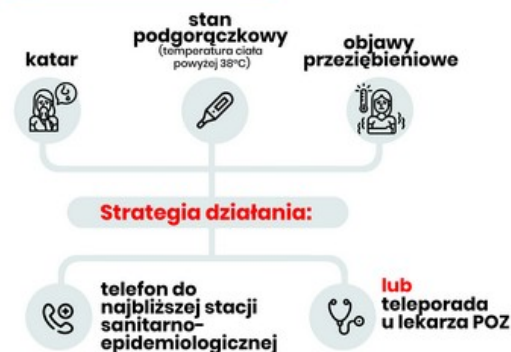 katar
stan
podgorączkowy
(temperatura ciała
powyżej 38°C)
objawy
przeziębieniowe
Strategia działania:
telefon do
najbliższej stacji
sanitarno-
epidemiologicznej
lub
teleporada
u lekarza POZ